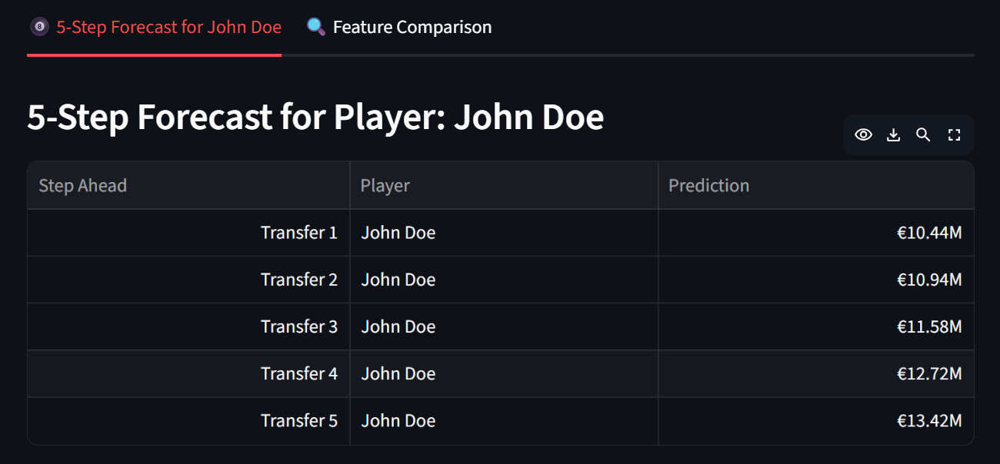 5-Step Forecast for John Doe Feature Comparison
5-Step Forecast for Player: John Doe
Step Ahead Player Prediction
Transfer 1 John Doe €10.44M
Transfer 2 John Doe €10.94M
Transfer 3 John Doe €11.58M
Transfer 4 John Doe €12.72M
Transfer 5 John Doe €13.42M